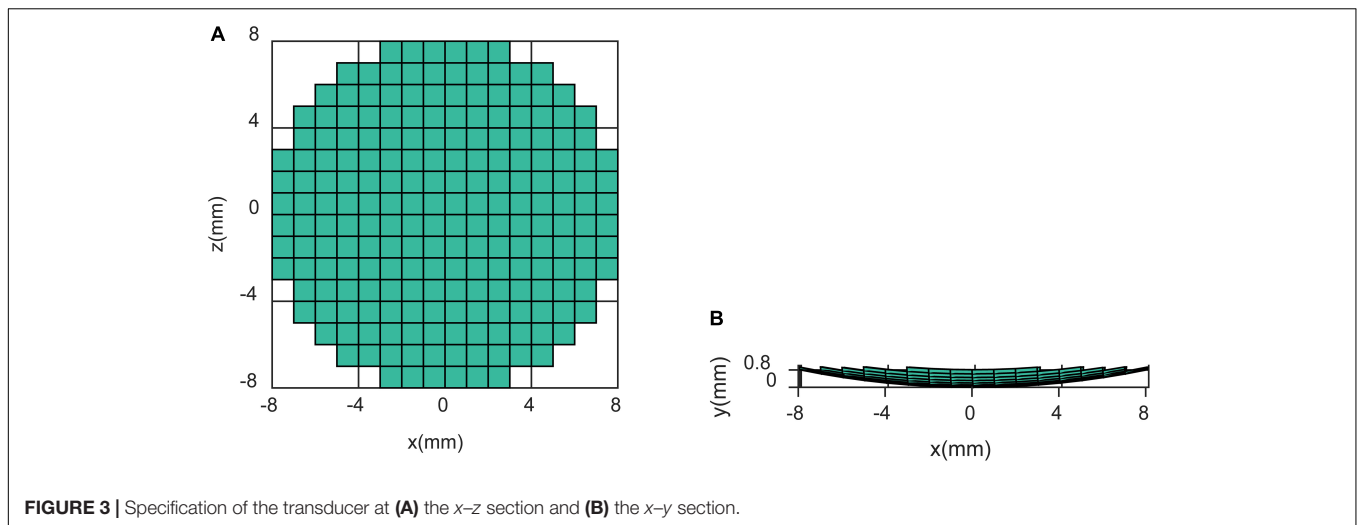 A
8
4
0
-4
-8
z(mm)
-8 -4 0 4 8
x(mm)
B
0.8
0
y(mm)
-8 -4 0 4 8
x(mm)
FIGURE 3 | Specification of the transducer at (A) the x–z section and (B) the x–y section.